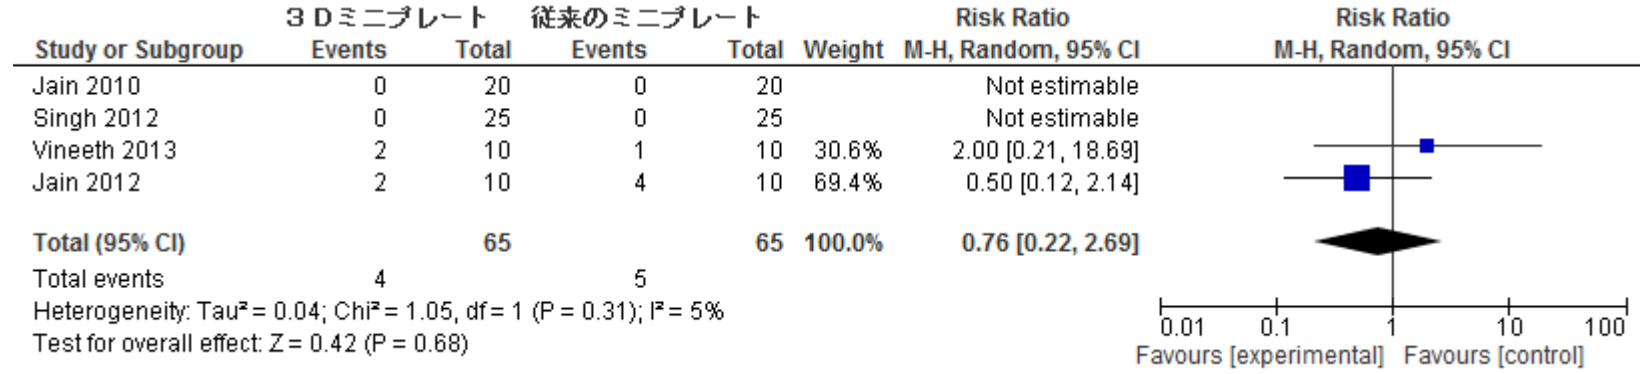 ３Ｄミニプレート 従来のミニプレート Risk Ratio Risk Ratio
Study or Subgroup Events Total Events Total Weight M-H, Random, 95% CI M-H, Random, 95% CI
Jain 2010 0 20 0 20 Not estimable
Singh 2012 0 25 0 25 Not estimable
Vineeth 2013 2 10 1 10 30.6% 2.00 [0.21, 18.69]
Jain 2012 2 10 4 10 69.4% 0.50 [0.12, 2.14]
Total (95% CI) 65 65 100.0% 0.76 [0.22, 2.69]
Total events 4 5
Heterogeneity: Tau² = 0.04; Chi² = 1.05, df = 1 (P = 0.31); I² = 5%
Test for overall effect: Z = 0.42 (P = 0.68)
0.01 0.1 1 10 100
Favours [experimental] Favours [control]